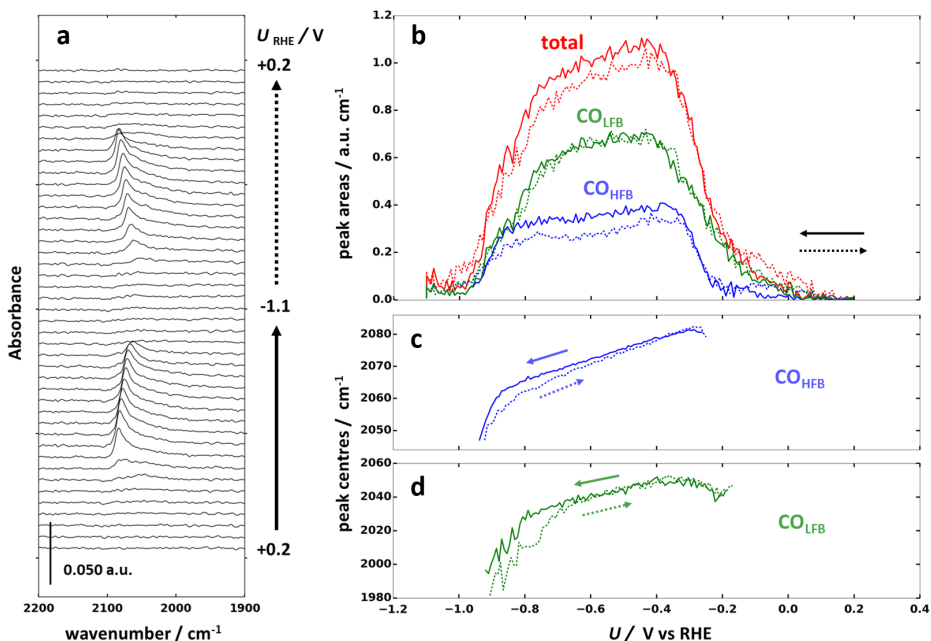 a
U RHE / V
+0.2
-1.1
+0.2
Absorbance
0.050 a.u.
2200 2100 2000 1900
wavenumber / cm-1
b
total
COLFB
COHFB
peak areas / a.u. cm-1
1.2
1.0
0.8
0.6
0.4
0.2
0.0
c
COHFB
2080
2070
2060
2050
peak centres / cm-1
d
COLFB
2060
2040
2020
2000
1980
−1.2 −1.0 −0.8 −0.6 −0.4 −0.2 0.0 0.2 0.4
U / V vs RHE